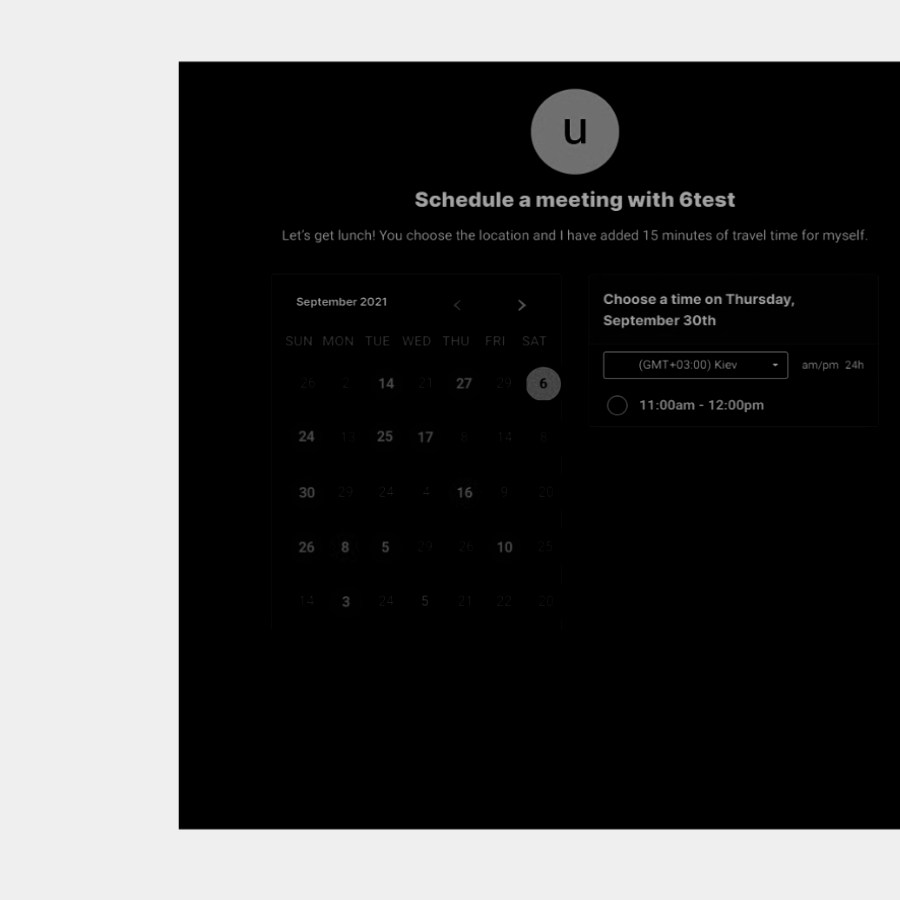 u
Schedule a meeting with 6test
Let's get lunch! You choose the location and I have added 15 minutes of travel time for myself.
September 2021
SUN MON TUE WED THU FRI SAT
26 2 14 21 27 29 6
24 13 25 17 8 14 8
30 29 24 4 16 9 20
26 8 5 29 26 10 25
14 3 24 5 21 22 20
Choose a time on Thursday,
September 30th
(GMT+03:00) Kiev am/pm 24h
11:00am - 12:00pm